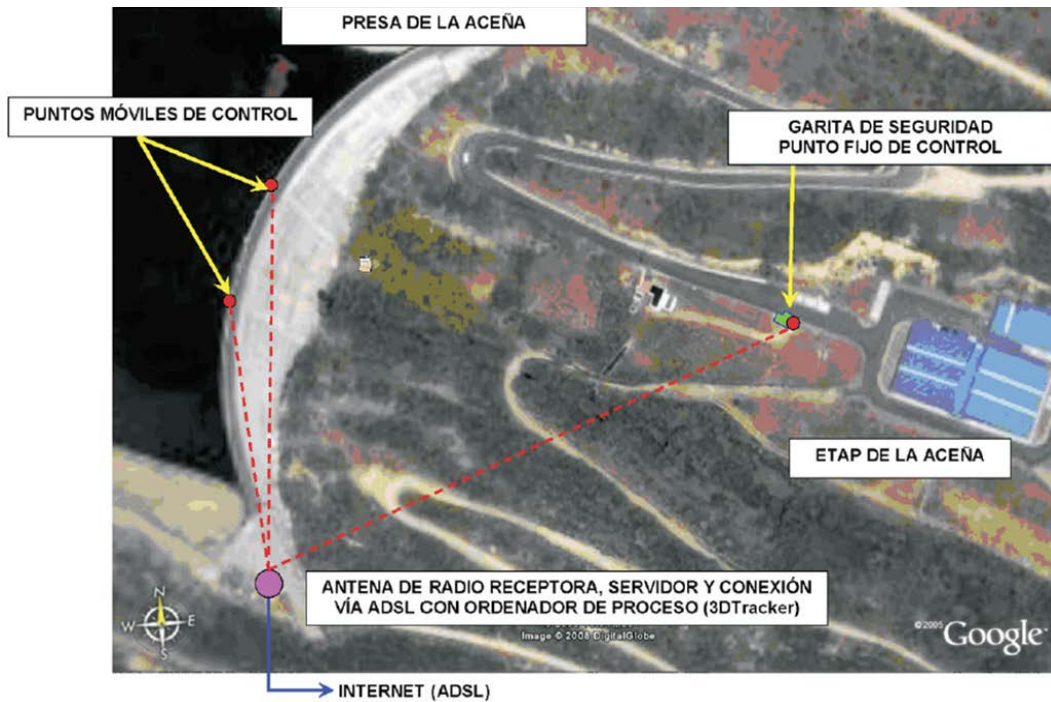 PRESA DE LA ACEÑA
PUNTOS MÓVILES DE CONTROL
GARITA DE SEGURIDAD
PUNTO FIJO DE CONTROL
ETAP DE LA ACEÑA
ANTENA DE RADIO RECEPTORA, SERVIDOR Y CONEXIÓN
VÍA ADSL CON ORDENADOR DE PROCESO (3DTracker)
Image © 2008 DigitalGlobe
©2005 Google™
N
W E
S
INTERNET (ADSL)